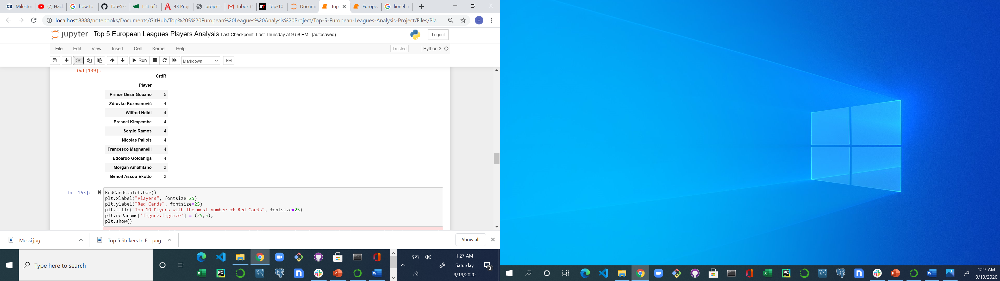 Milesto
(7) Hack
how to
Top-5-E
List of C
43 Proje
project
Inbox (1
Top-10
Docume
Top
Europea
lionel m
localhost:8888/notebooks/Documents/GitHub/Top%205%20European%20Leagues%20Analysis%20Project/Top-5-European-Leagues-Analysis-Project/Files/Pla...
H
jupyter Top 5 European Leagues Players Analysis Last Checkpoint: Last Thursday at 9:58 PM (autosaved)
Logout
File Edit View Insert Cell Kernel Help
Trusted Python 3
Run Markdown
Out[139]:
CrdR
Player
Prince-Désir Gouano 5
Zdravko Kuzmanović 4
Wilfred Ndidi 4
Presnel Kimpembe 4
Sergio Ramos 4
Nicolas Pallois 4
Francesco Magnanelli 4
Edoardo Goldaniga 4
Morgan Amalfitano 3
Benoît Assou-Ekotto 3
In [163]: RedCards.plot.bar()
plt.xlabel("Players", fontsize=25)
plt.ylabel("Red Cards", fontsize=25)
plt.title("Top 10 Plyers with the most number of Red Cards", fontsize=25)
plt.rcParams['figure.figsize'] = (25,5);
plt.show()
Messi.jpg
Top 5 Strikers In E....png
Show all
Type here to search
1:27 AM
Saturday
9/19/2020
3
1:27 AM
9/19/2020